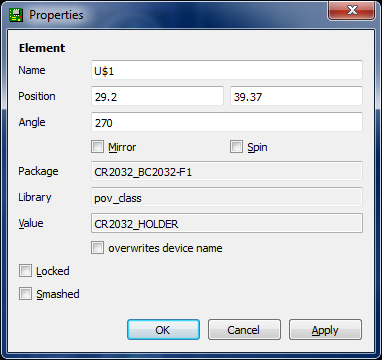 Properties
Element
Name U$1
Position 29.2 39.37
Angle 270
Mirror Spin
Package CR2032_BC2032-F1
Library pov_class
Value CR2032_HOLDER
overwrites device name
Locked
Smashed
OK Cancel Apply